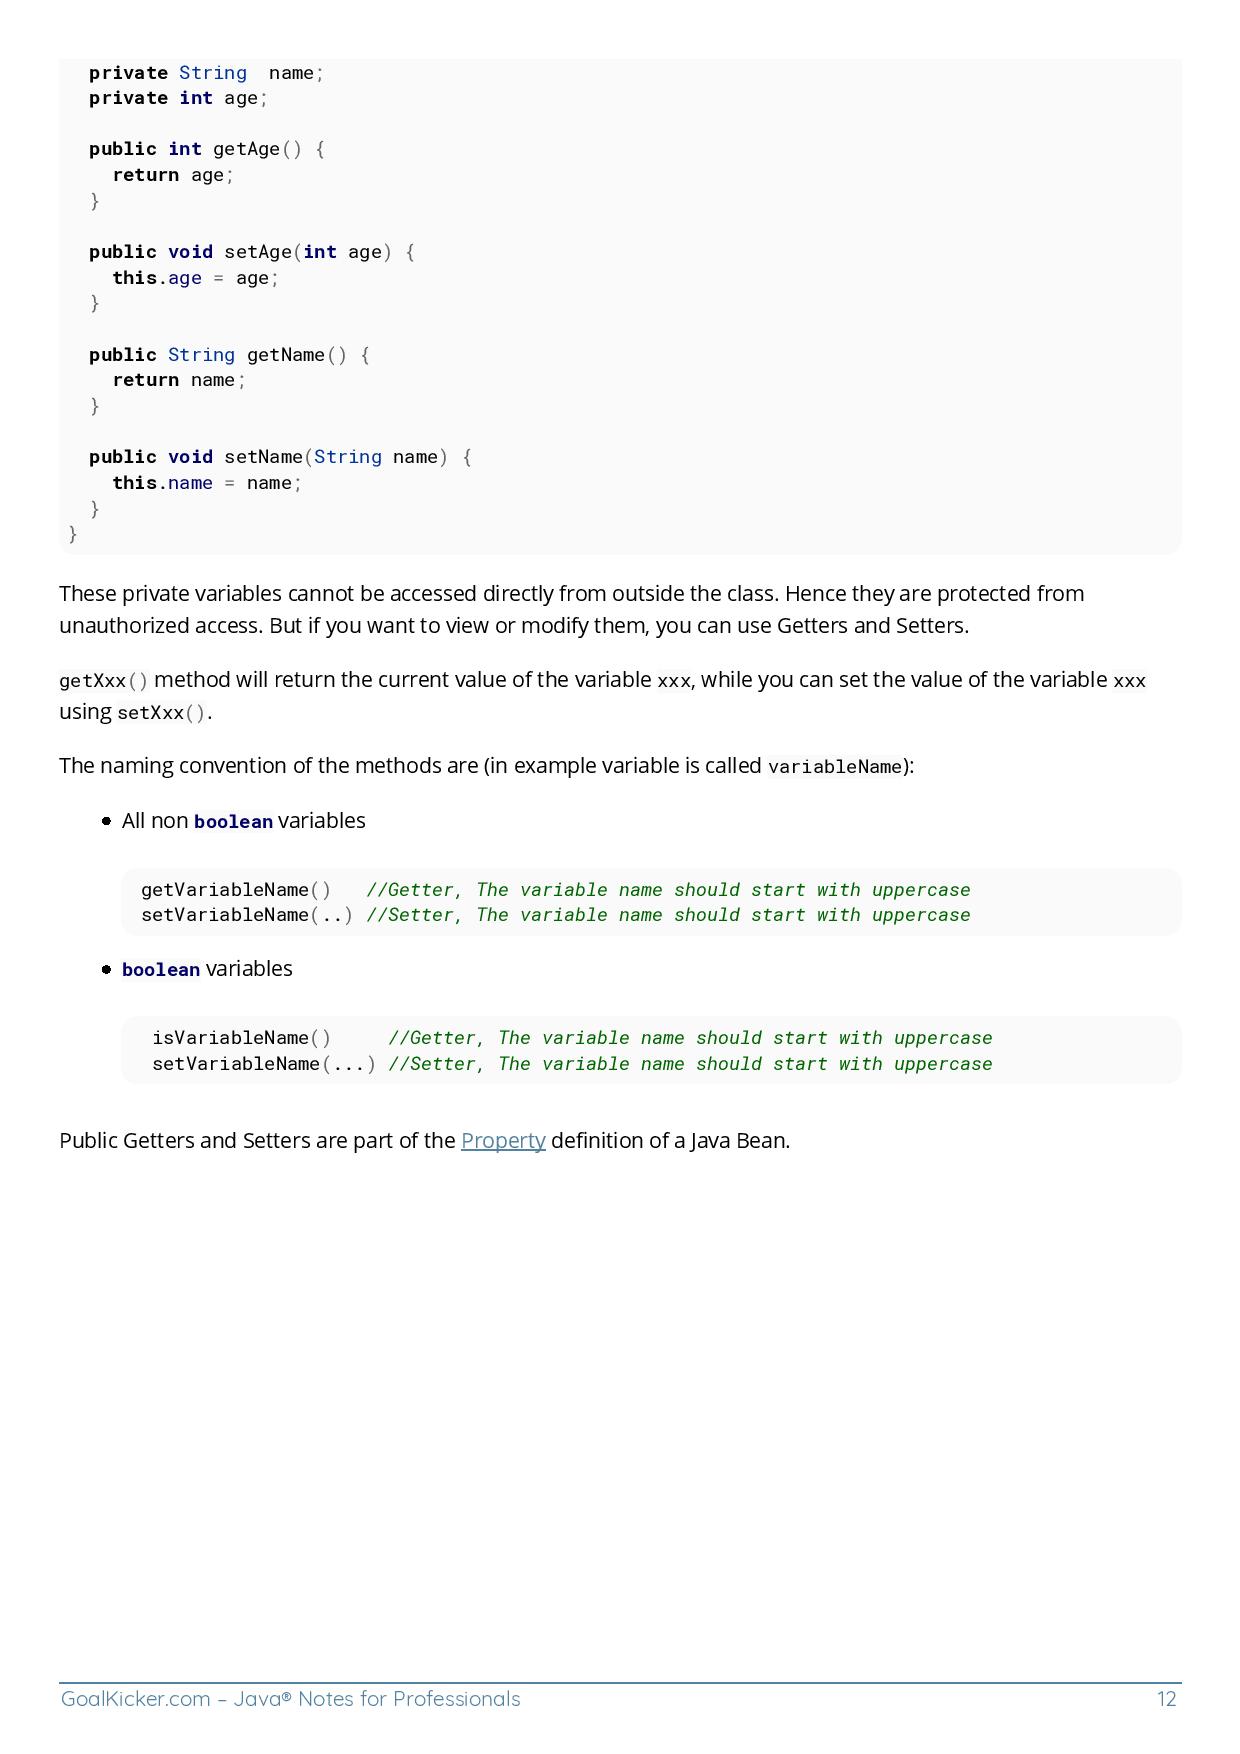 private String  name;
private int age;
public int getAge() {
return age;
}
public void setAge(int age) {
this.age = age;
}
public String getName() {
return name;
}
public void setName(String name) {
this.name = name;
}
}
These private variables cannot be accessed directly from outside the class. Hence they are protected from
unauthorized access. But if you want to view or modify them, you can use Getters and Setters.
getXxx() method will return the current value of the variable xxx, while you can set the value of the variable xxx
using setXxx().
The naming convention of the methods are (in example variable is called variableName):
● All non boolean variables
getVariableName()   //Getter, The variable name should start with uppercase
setVariableName(..) //Setter, The variable name should start with uppercase
● boolean variables
isVariableName()     //Getter, The variable name should start with uppercase
setVariableName(...) //Setter, The variable name should start with uppercase
Public Getters and Setters are part of the Property definition of a Java Bean.
GoalKicker.com – Java® Notes for Professionals 12